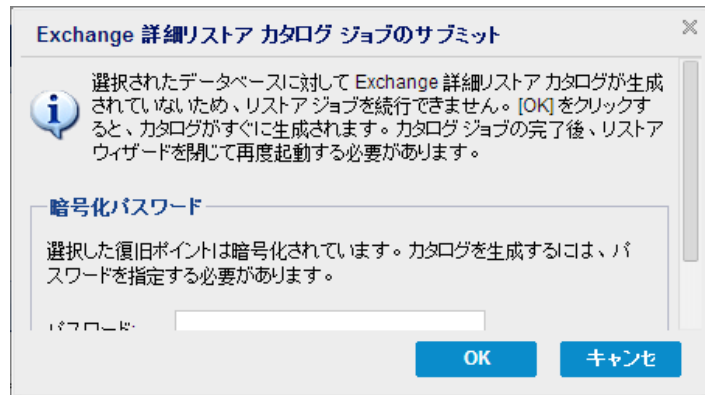 Exchange 詳細リストア カタログ ジョブのサブミット
選択されたデータベースに対して Exchange 詳細リストア カタログが生成
されていないため、リストア ジョブを続行できません。[OK] をクリックす
ると、カタログがすぐに生成されます。カタログ ジョブの完了後、リストア
ウィザードを閉じて再度起動する必要があります。
暗号化パスワード
選択した復旧ポイントは暗号化されています。カタログを生成するには、パ
スワードを指定する必要があります。
パスワード:
OK
キャンセ